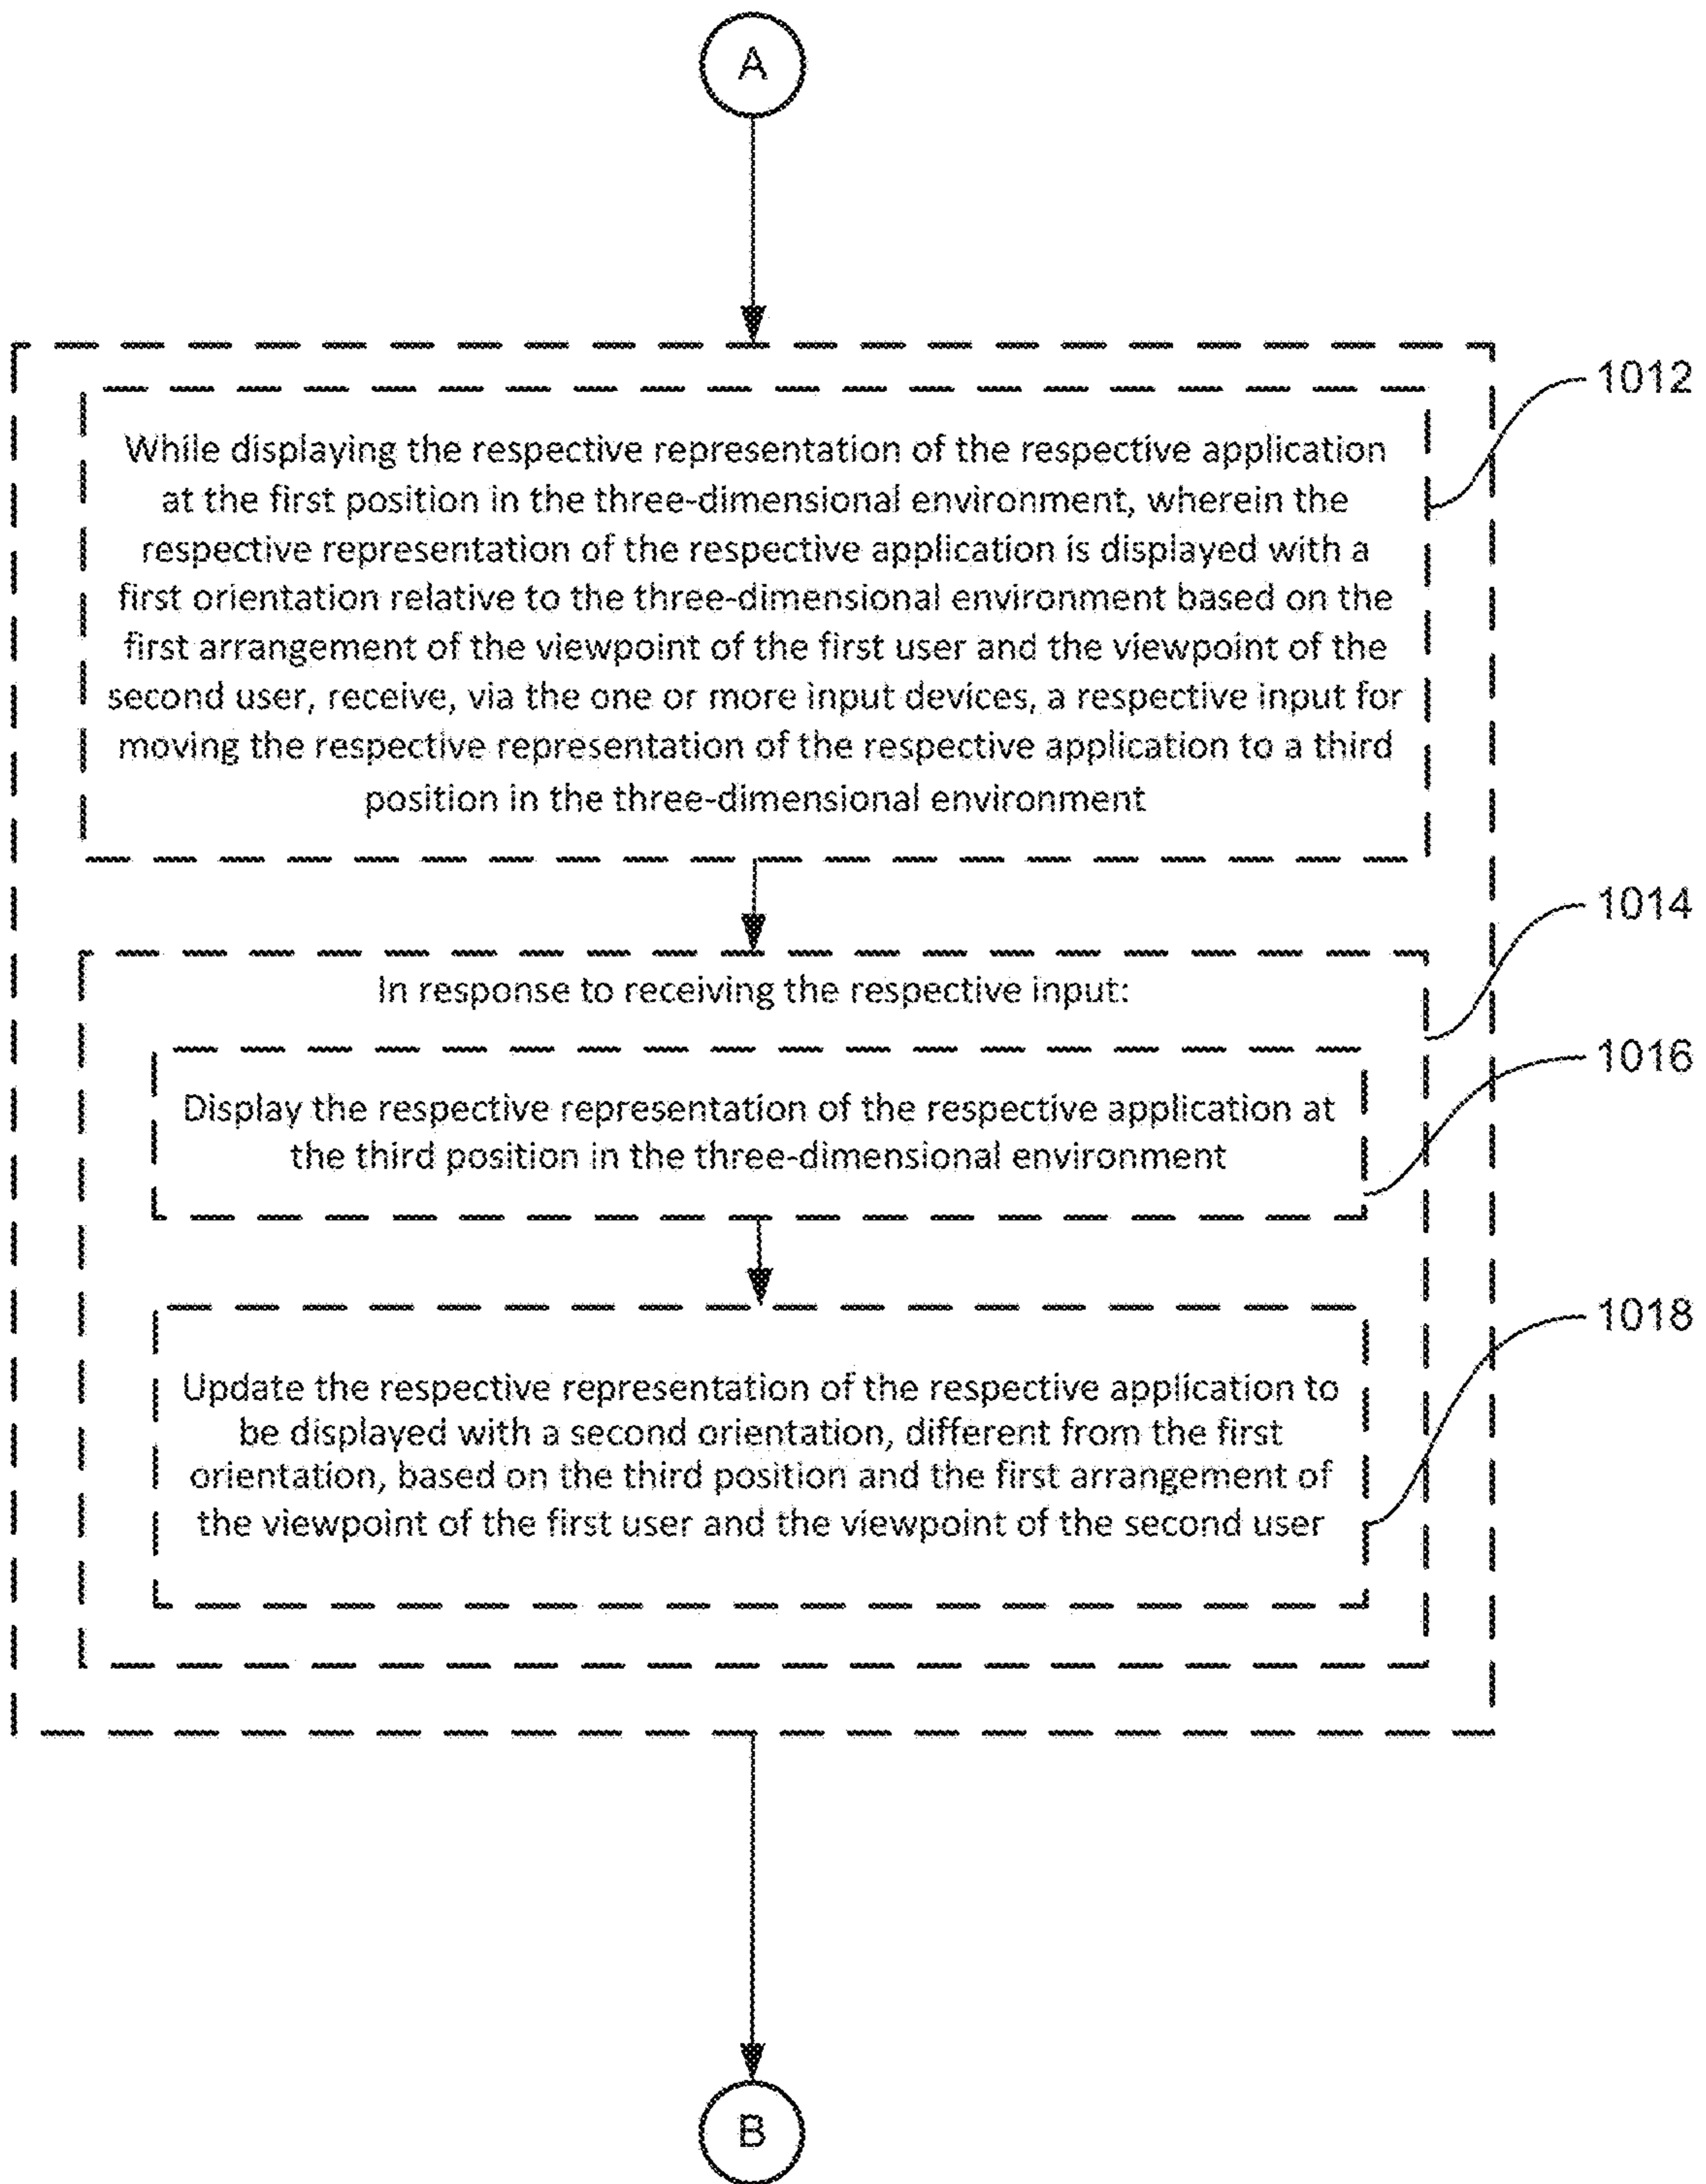 A
1012
While displaying the respective representation of the respective application
at the first position in the three-dimensional environment, wherein the
respective representation of the respective application is displayed with a
first orientation relative to the three-dimensional environment based on the
first arrangement of the viewpoint of the first user and the viewpoint of the
second user, receive, via the one or more input devices, a respective input for
moving the respective representation of the respective application to a third
position in the three-dimensional environment
1014
In response to receiving the respective input:
1016
Display the respective representation of the respective application at
the third position in the three-dimensional environment
1018
Update the respective representation of the respective application to
be displayed with a second orientation, different from the first
orientation, based on the third position and the first arrangement of
the viewpoint of the first user and the viewpoint of the second user
B